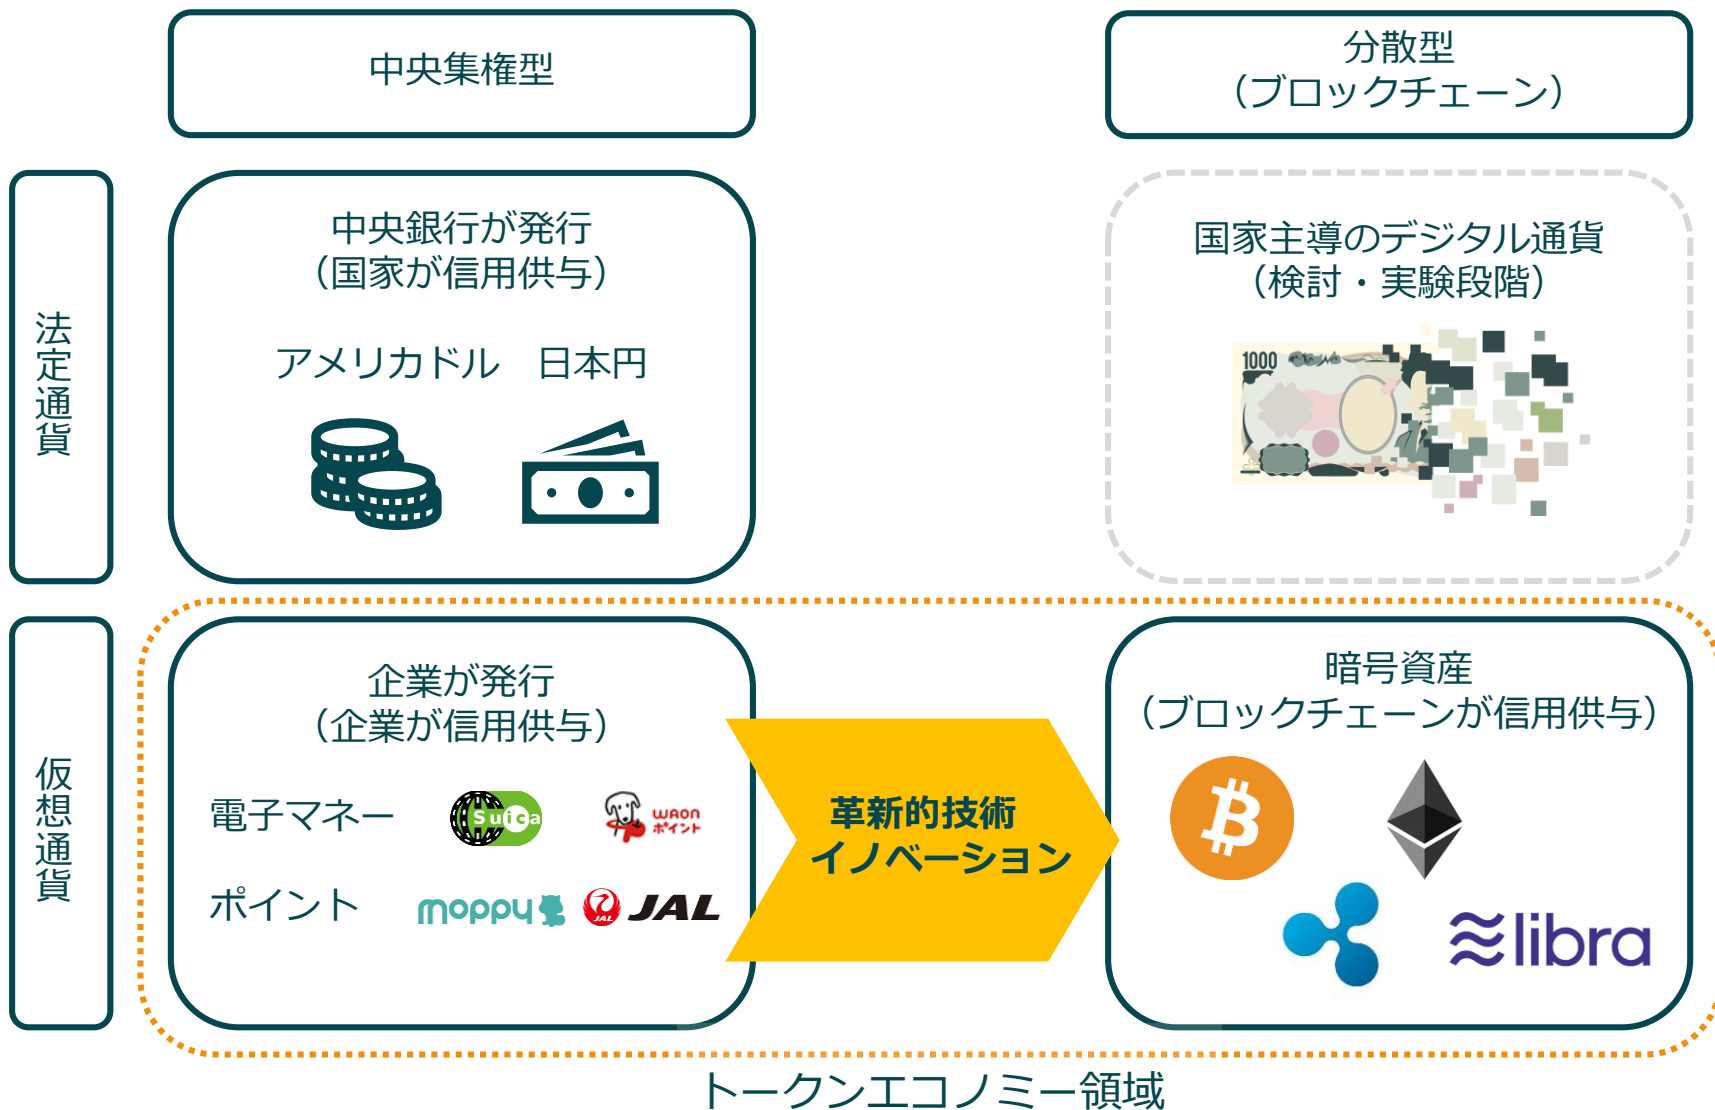 中央集権型
分散型
（ブロックチェーン）
法定通貨
中央銀行が発行
（国家が信用供与）
アメリカドル 日本円
国家主導のデジタル通貨
（検討・実験段階）
1000
仮想通貨
企業が発行
（企業が信用供与）
電子マネー
Suica
WAON
ポイント
ポイント
moppy
JAL
JAL
革新的技術
イノベーション
暗号資産
（ブロックチェーンが信用供与）
libra
トークンエコノミー領域